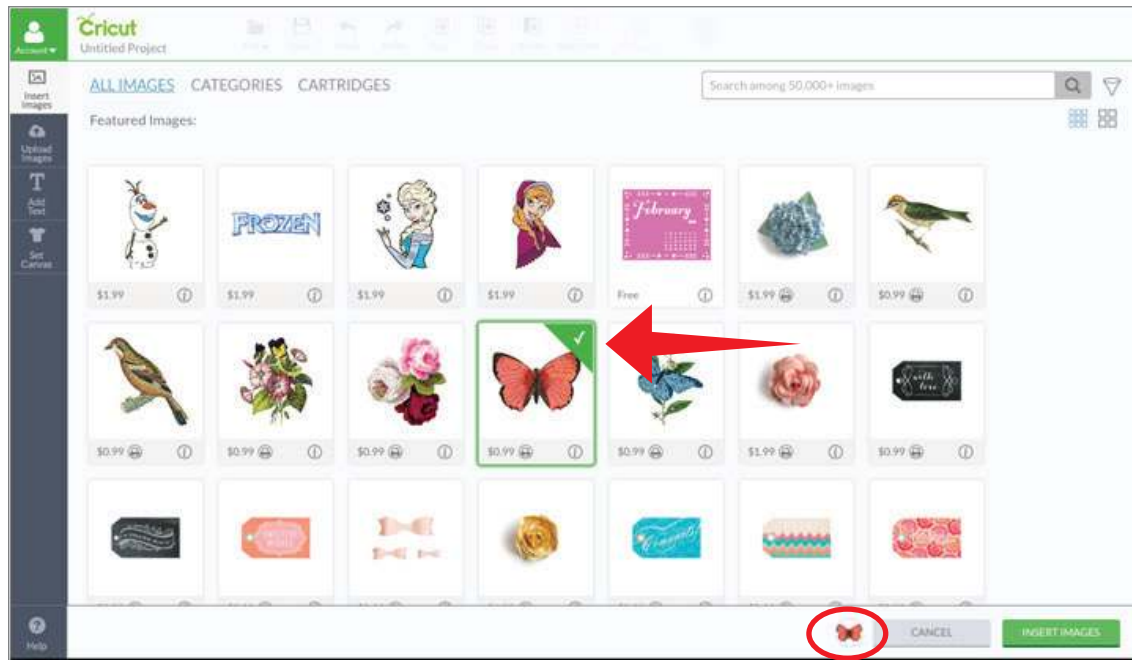 Cricut
Untitled Project
Account
Insert
Images
Upload
Images
Add
Text
Set
Canvas
Help
ALL IMAGES CATEGORIES CARTRIDGES
Search among 50,000+ images
Featured Images:
FROZEN
February
$1.99 $1.99 $1.99 $1.99 Free $1.99 $0.99
with
love
$0.99 $0.99 $0.99 $0.99 $0.99 $1.99 $0.99
CANCEL INSERT IMAGES